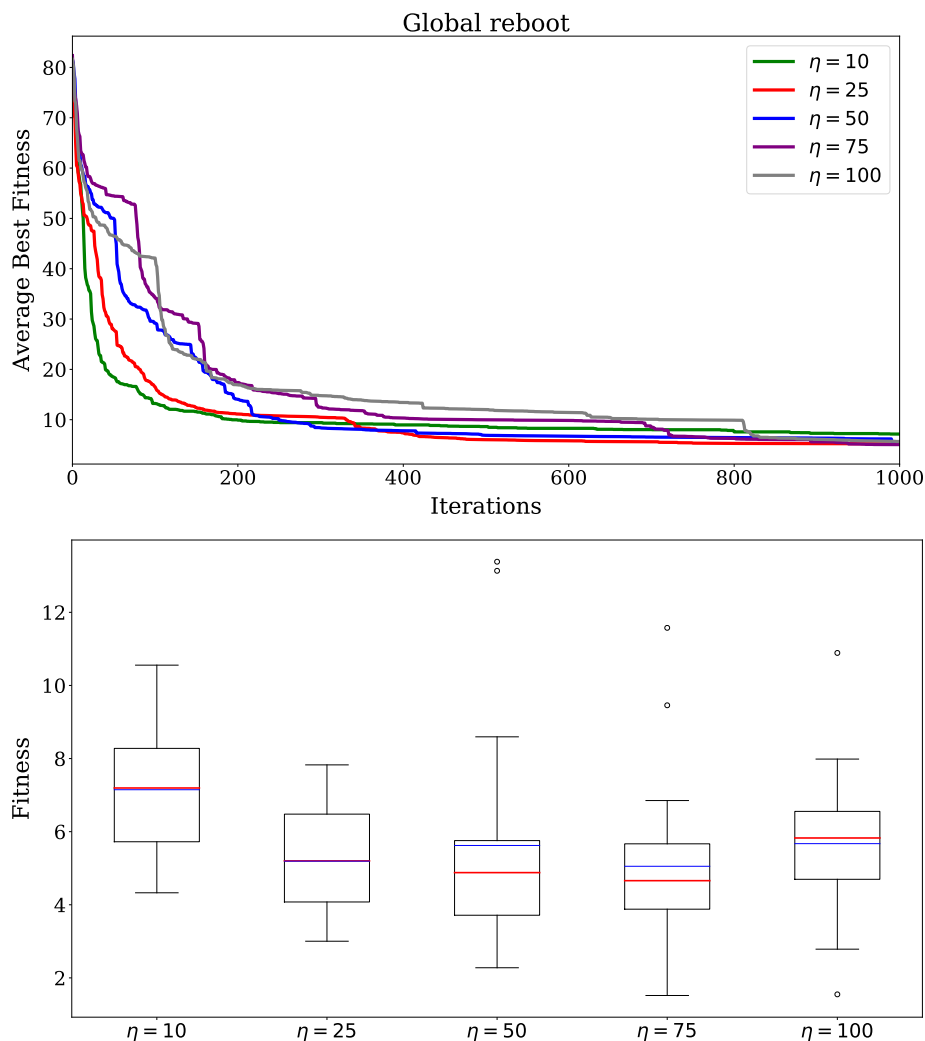 Global reboot
Average Best Fitness
80
70
60
50
40
30
20
10
η = 10
η = 25
η = 50
η = 75
η = 100
0
200
400
600
800
1000
Iterations
Fitness
12
10
8
6
4
2
η = 10
η = 25
η = 50
η = 75
η = 100